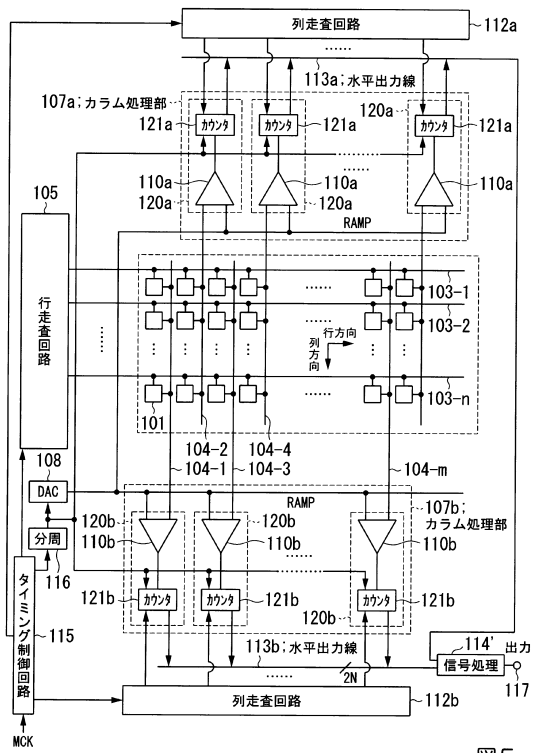 列走査回路
112a
113a;水平出力線
107a;カラム処理部
120a
121a
カウンタ
カウンタ
121a
カウンタ
121a
105
110a
110a
110a
120a
120a
RAMP
行走査回路
103-1
103-2
行方向
列方向
103-n
101
104-2
104-4
104-1
104-3
104-m
108
DAC
RAMP
107b;
カラム処理部
120b
120b
110b
110b
110b
分周
116
カウンタ
カウンタ
カウンタ
121b
121b
121b
120b
タイミング制御回路
115
113b;水平出力線
2N
114'
信号処理
出力
117
列走査回路
112b
MCK